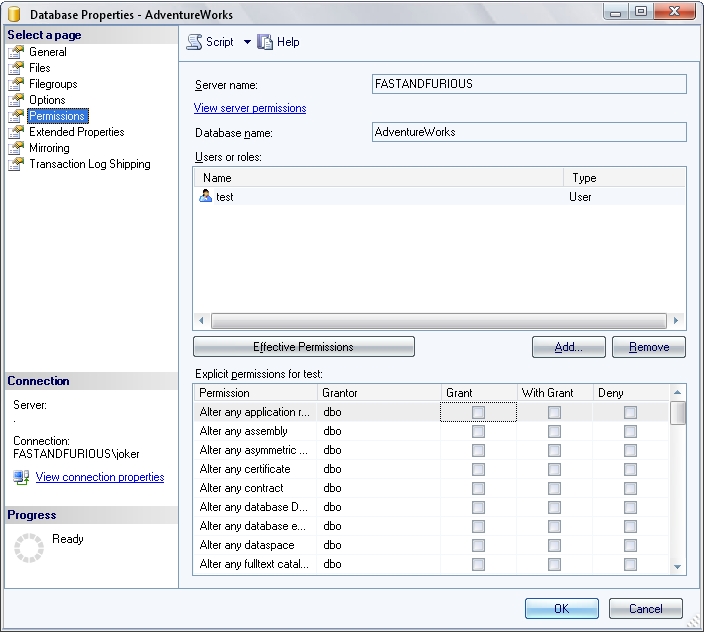 Database Properties - AdventureWorks
Select a page
General
Files
Filegroups
Options
Permissions
Extended Properties
Mirroring
Transaction Log Shipping
Connection
Server:
.
Connection:
FASTANDFURIOUS\joker
View connection properties
Progress
Ready
Script Help
Server name: FASTANDFURIOUS
View server permissions
Database name: AdventureWorks
Users or roles:
Name Type
test User
Effective Permissions Add... Remove
Explicit permissions for test:
Permission Grantor Grant With Grant Deny
Alter any application r... dbo
Alter any assembly dbo
Alter any asymmetric ... dbo
Alter any certificate dbo
Alter any contract dbo
Alter any database D... dbo
Alter any database e... dbo
Alter any dataspace dbo
Alter any fulltext catal... dbo
OK Cancel